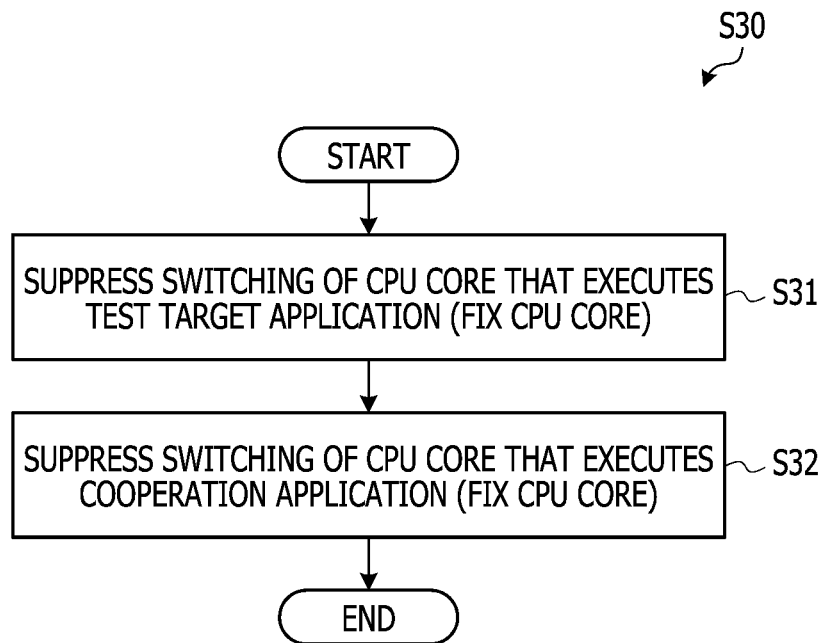 S30
START
SUPPRESS SWITCHING OF CPU CORE THAT EXECUTES
TEST TARGET APPLICATION (FIX CPU CORE)
S31
SUPPRESS SWITCHING OF CPU CORE THAT EXECUTES
COOPERATION APPLICATION (FIX CPU CORE)
S32
END